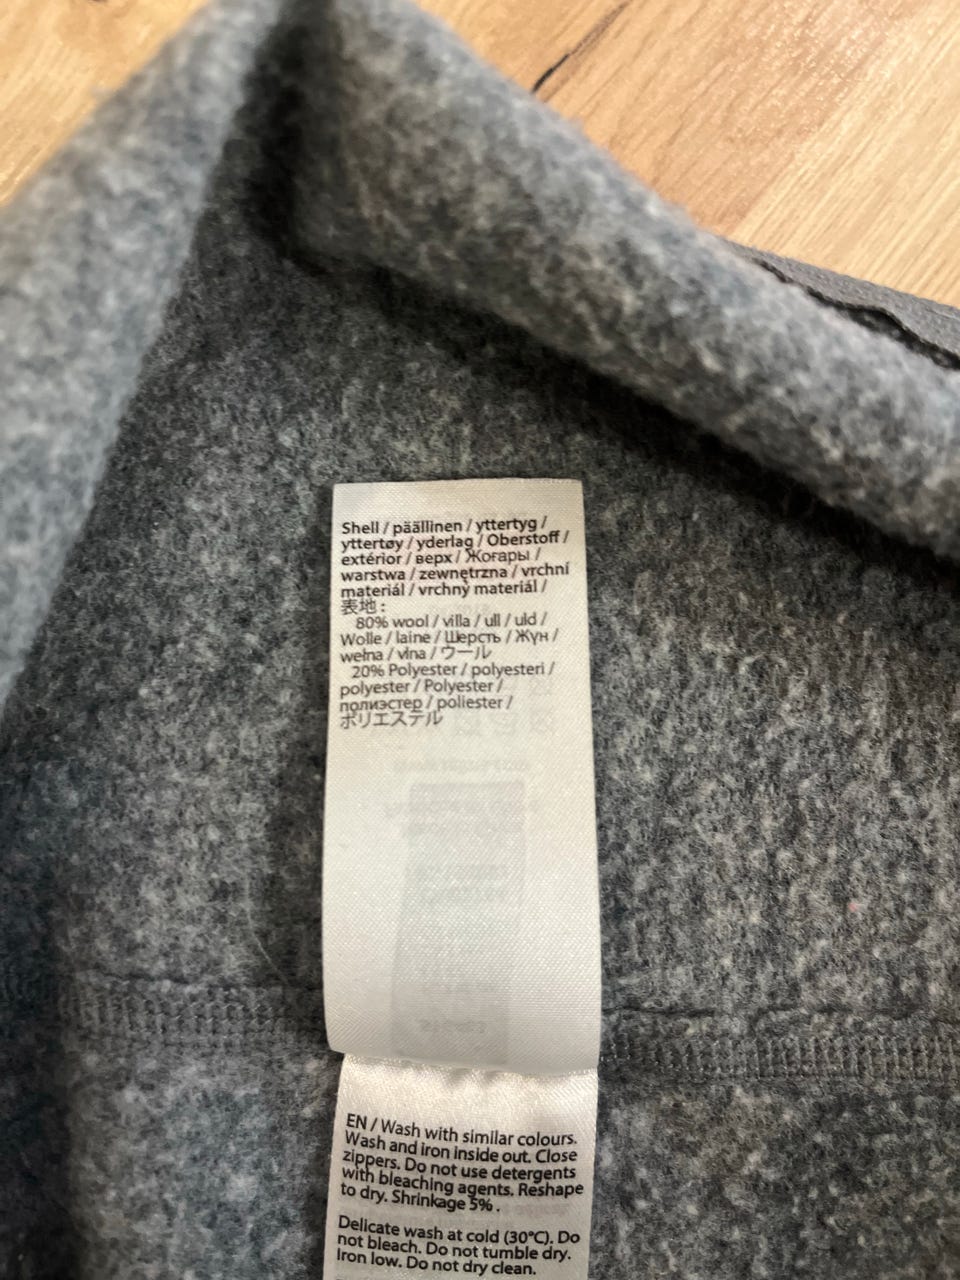 Shell / päällinen / yttertyg /
yttertøy / yderlag / Oberstoff /
extérior / верх / Жоғары /
warstwa / zewnętrzna / vrchní
materiál / vrchný materiál /
表地 :
80% wool / villa / ull / uld /
Wolle / laine / Шерсть / Жүн /
wełna / vlna / ウール
20% Polyester / polyesteri /
polyester / Polyester /
полиэстер / poliester /
ポリエステル
EN / Wash with similar colours.
Wash and iron inside out. Close
zippers. Do not use detergents
with bleaching agents. Reshape
to dry. Shrinkage 5% .
Delicate wash at cold (30°C). Do
not bleach. Do not tumble dry.
Iron low. Do not dry clean.